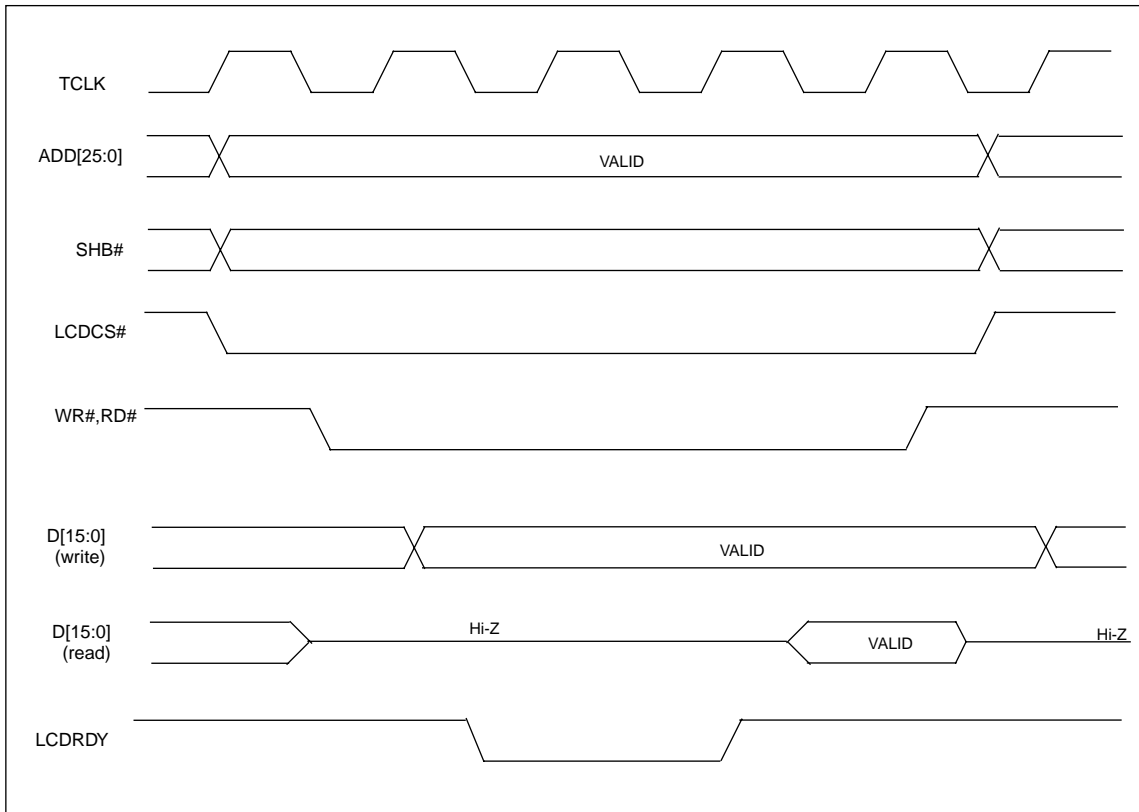 TCLK
ADD[25:0]
VALID
SHB#
LCDCS#
WR#,RD#
D[15:0]
(write)
VALID
D[15:0]
(read)
Hi-Z
VALID
Hi-Z
LCDRDY